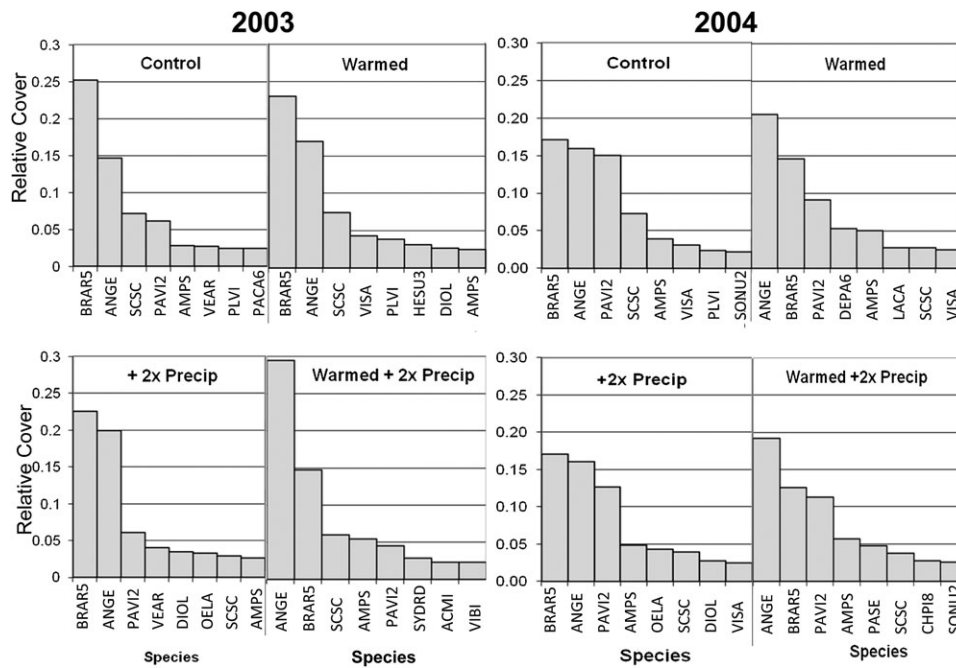 2003
2004
Relative Cover
0.3
0.25
0.2
0.15
0.1
0.05
0
Control
Warmed
BRAR5 ANGE SCSC PAVI2 AMPS VEAR PLVI PACA6
BRAR5 ANGE SCSC VISA PLVI HESU3 DIOL AMPS
0.30
0.25
0.20
0.15
0.10
0.05
0.00
Control
Warmed
BRAR5 ANGE PAVI2 SCSC AMPS VISA PLVI SONU2
ANGE BRAR5 PAVI2 DEPA6 AMPS LACA SCSC VISA
Relative Cover
0.3
0.25
0.2
0.15
0.1
0.05
0
+ 2x Precip
Warmed + 2x Precip
BRAR5 ANGE PAVI2 VEAR DIOL OELA SCSC AMPS
ANGE BRAR5 SCSC AMPS PAVI2 SYDRD ACMI VIBI
Species
Species
0.30
0.25
0.20
0.15
0.10
0.05
0.00
+2x Precip
Warmed +2x Precip
BRAR5 ANGE PAVI2 AMPS OELA SCSC DIOL VISA
ANGE BRAR5 PAVI2 AMPS PASE SCSC CHPI8 SONU2
Species
Species